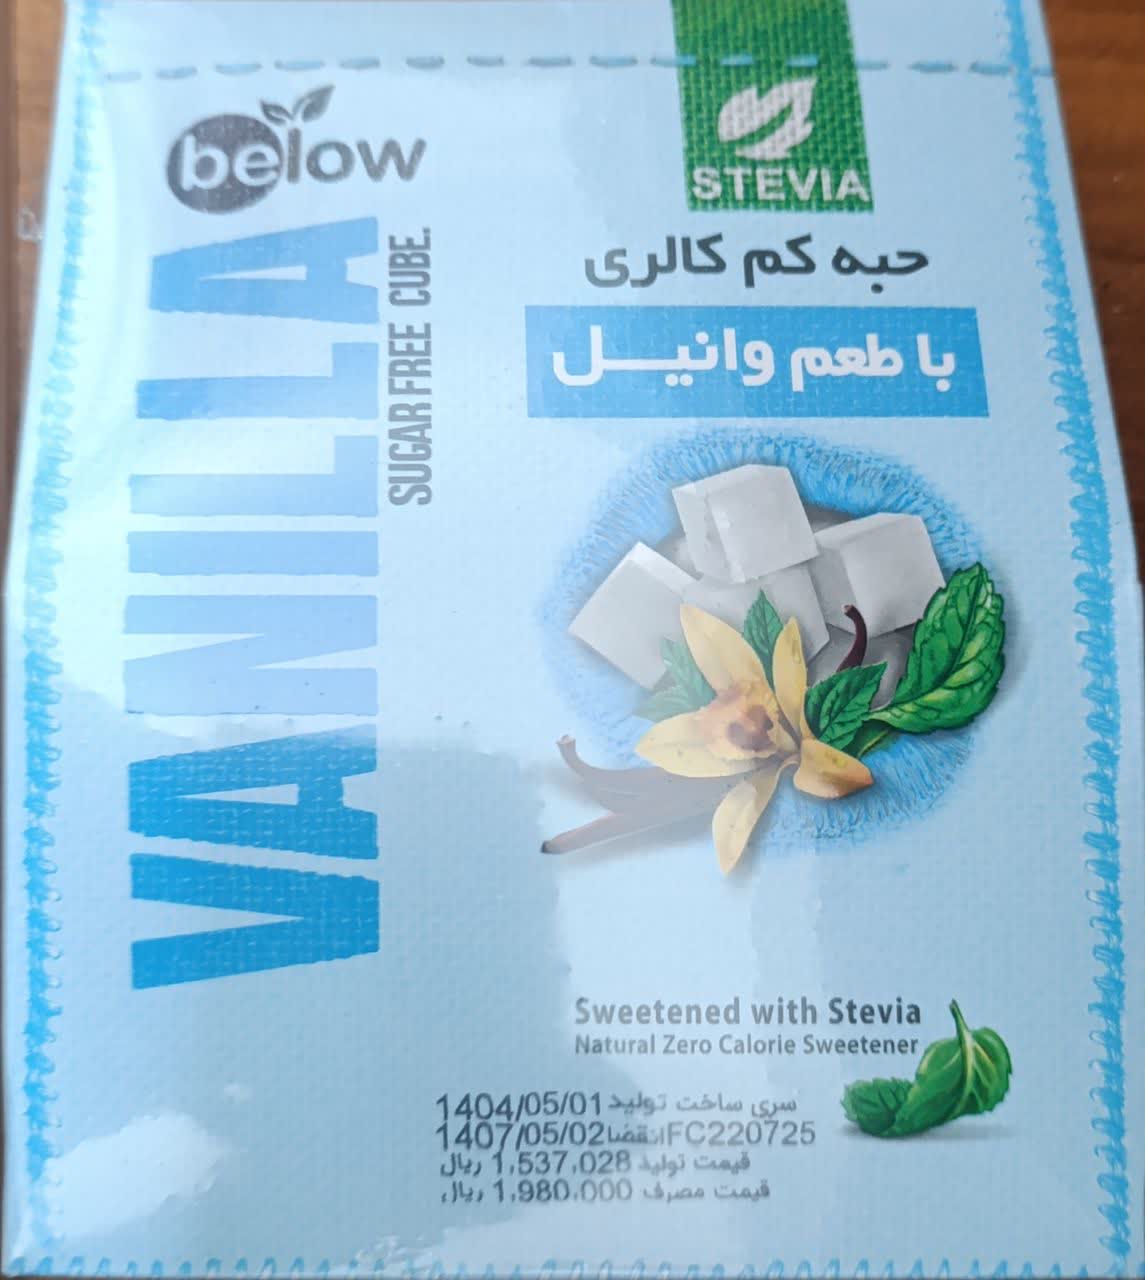 below
VANILLA
SUGAR FREE CUBE.
STEVIA
حبه کم کالری
با طعم وانیل
Sweetened with Stevia
Natural Zero Calorie Sweetener
سری ساخت تولید 1404/05/01
FC220725 انقضا 1407/05/02
قیمت تولید 1،537،028 ریال
قیمت مصرف 1،980،000 ریال